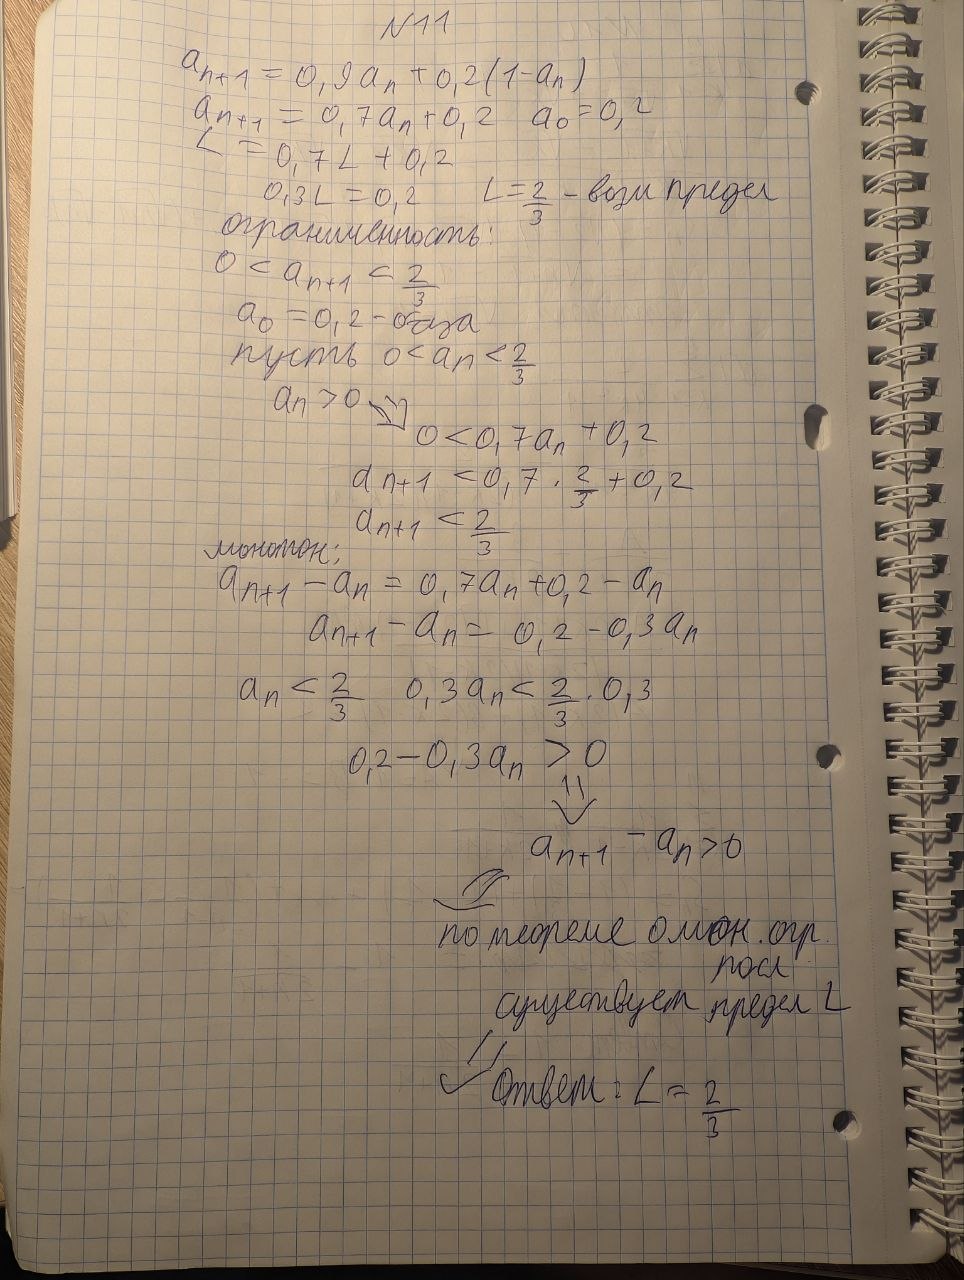 N11
aₙ₊₁ = 0,9aₙ + 0,2(1-aₙ)
aₙ₊₁ = 0,7aₙ + 0,2 a₀ = 0,2
L = 0,7L + 0,2
0,3L = 0,2 L = 2/3 - возм предел
ограниченность:
0 < aₙ₊₁ < 2/3
a₀ = 0,2 - база
пусть 0 < aₙ < 2/3
aₙ > 0 ⇒
0 < 0,7aₙ + 0,2
aₙ₊₁ < 0,7 · 2/3 + 0,2
aₙ₊₁ < 2/3
монотон:
aₙ₊₁ - aₙ = 0,7aₙ + 0,2 - aₙ
aₙ₊₁ - aₙ = 0,2 - 0,3aₙ
aₙ < 2/3 0,3aₙ < 2/3 · 0,3
0,2 - 0,3aₙ > 0
⇓
aₙ₊₁ - aₙ > 0
⇓
по теореме о мон. огр.
посл
существует предел L
⇓
Ответ: L = 2/3